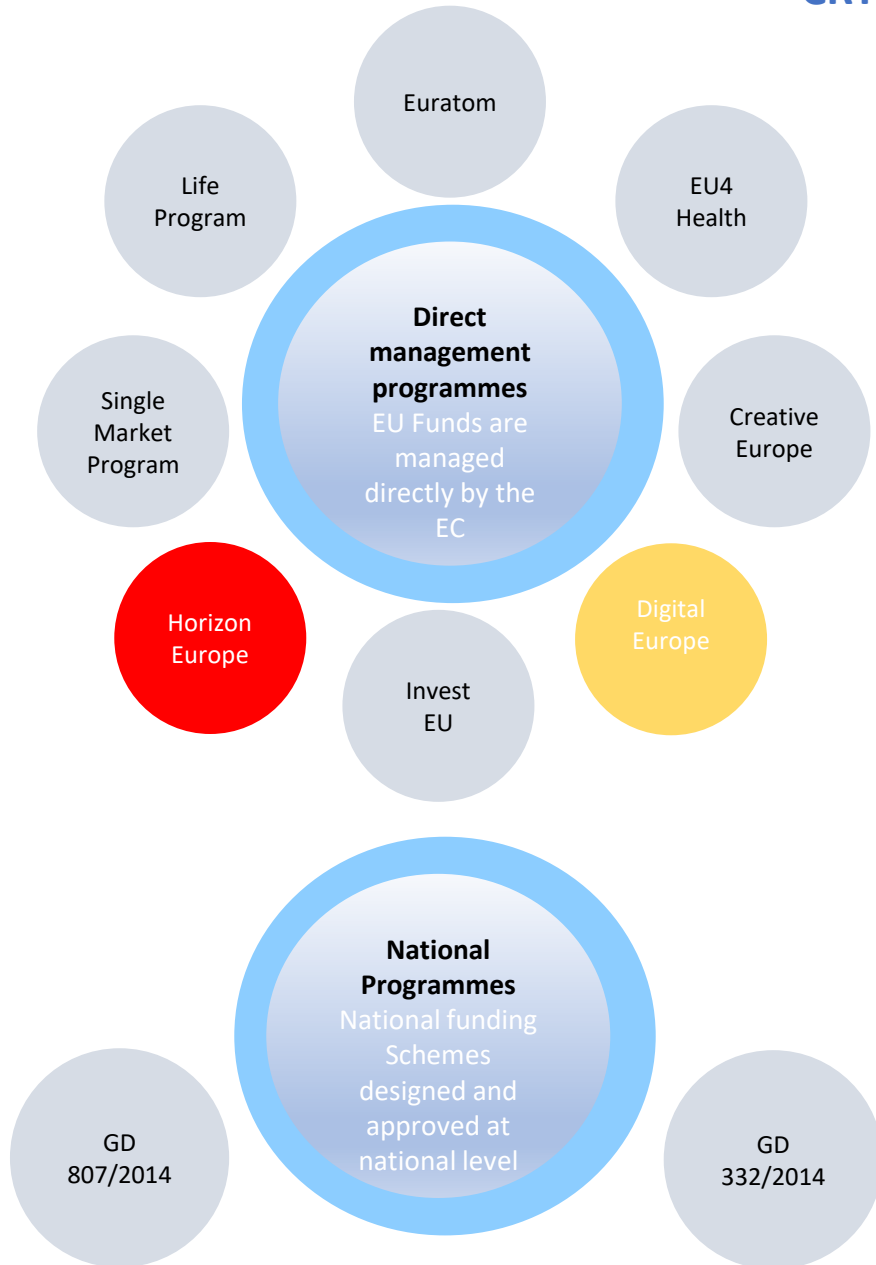 Euratom
Life
Program
EU4
Health
Direct
management
programmes
EU Funds are
managed
directly by the
EC
Single
Market
Program
Creative
Europe
Horizon
Europe
Digital
Europe
Invest
EU
National
Programmes
National funding
Schemes
designed and
approved at
national level
GD
807/2014
GD
332/2014